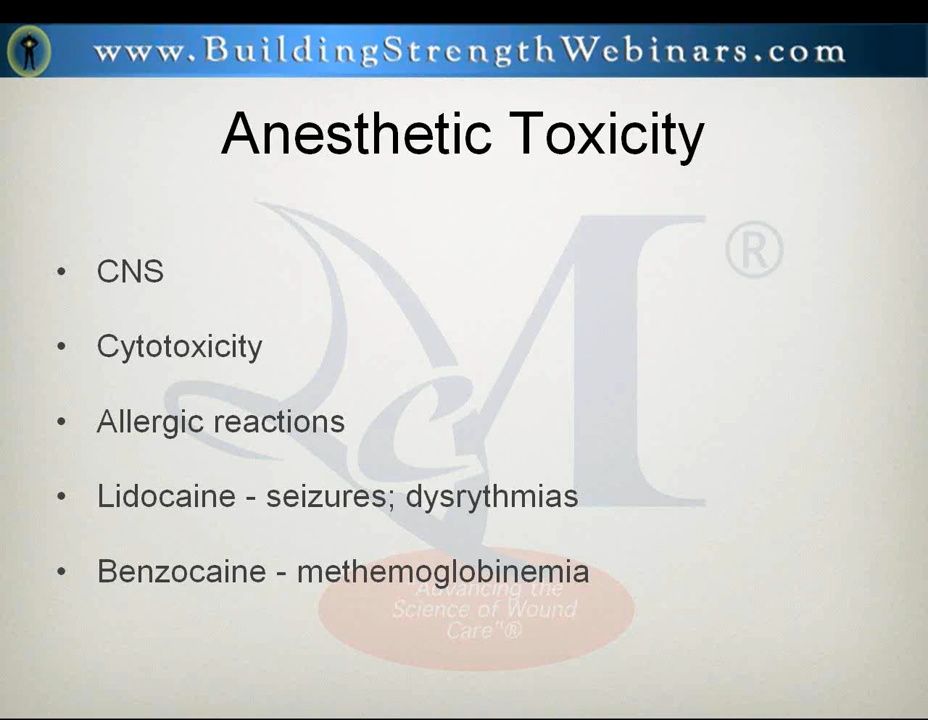 www.BuildingStrengthWebinars.com
Anesthetic Toxicity
• CNS
• Cytotoxicity
• Allergic reactions
• Lidocaine - seizures; dysrythmias
• Benzocaine - methemoglobinemia
"Advancing the
Science of Wound
Care"®
M®